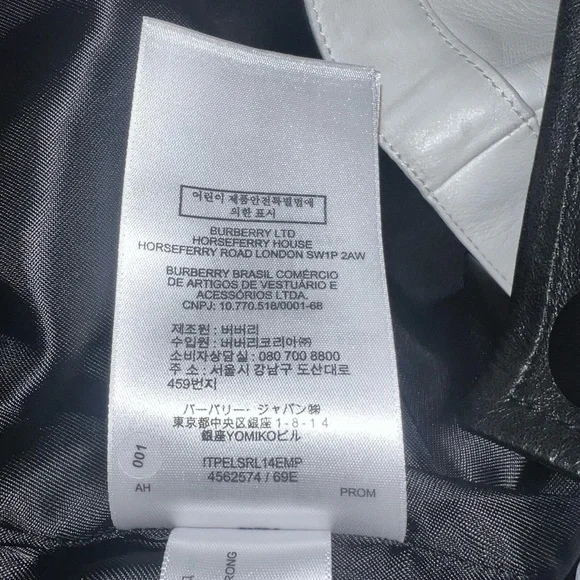 어린이 제품안전특별법에
의한 표시
BURBERRY LTD
HORSEFERRY HOUSE
HORSEFERRY ROAD LONDON SW1P 2AW
BURBERRY BRASIL COMÉRCIO
DE ARTIGOS DE VESTUÁRIO E
ACESSÓRIOS LTDA.
CNPJ: 10.770.518/0001-68
제조원 : 버버리
수입원 : 버버리코리아㈜
소비자상담실 : 080 700 8800
주 소 : 서울시 강남구 도산대로
459번지
バーバリー・ジャパン㈱
東京都中央区銀座 1-8-14
銀座YOMIKOビル
001
ITPELSRL14EMP
4562574 / 69E
AH
PROM